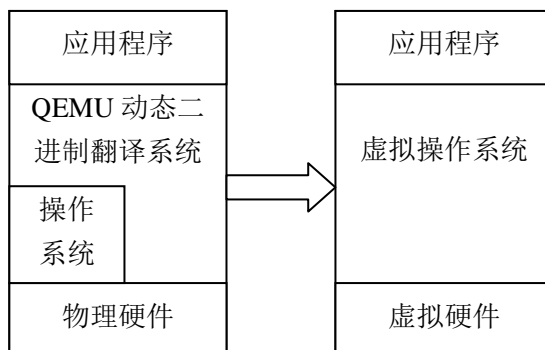 应用程序
QEMU 动态二
进制翻译系统
操作
系统
物理硬件
应用程序
虚拟操作系统
虚拟硬件